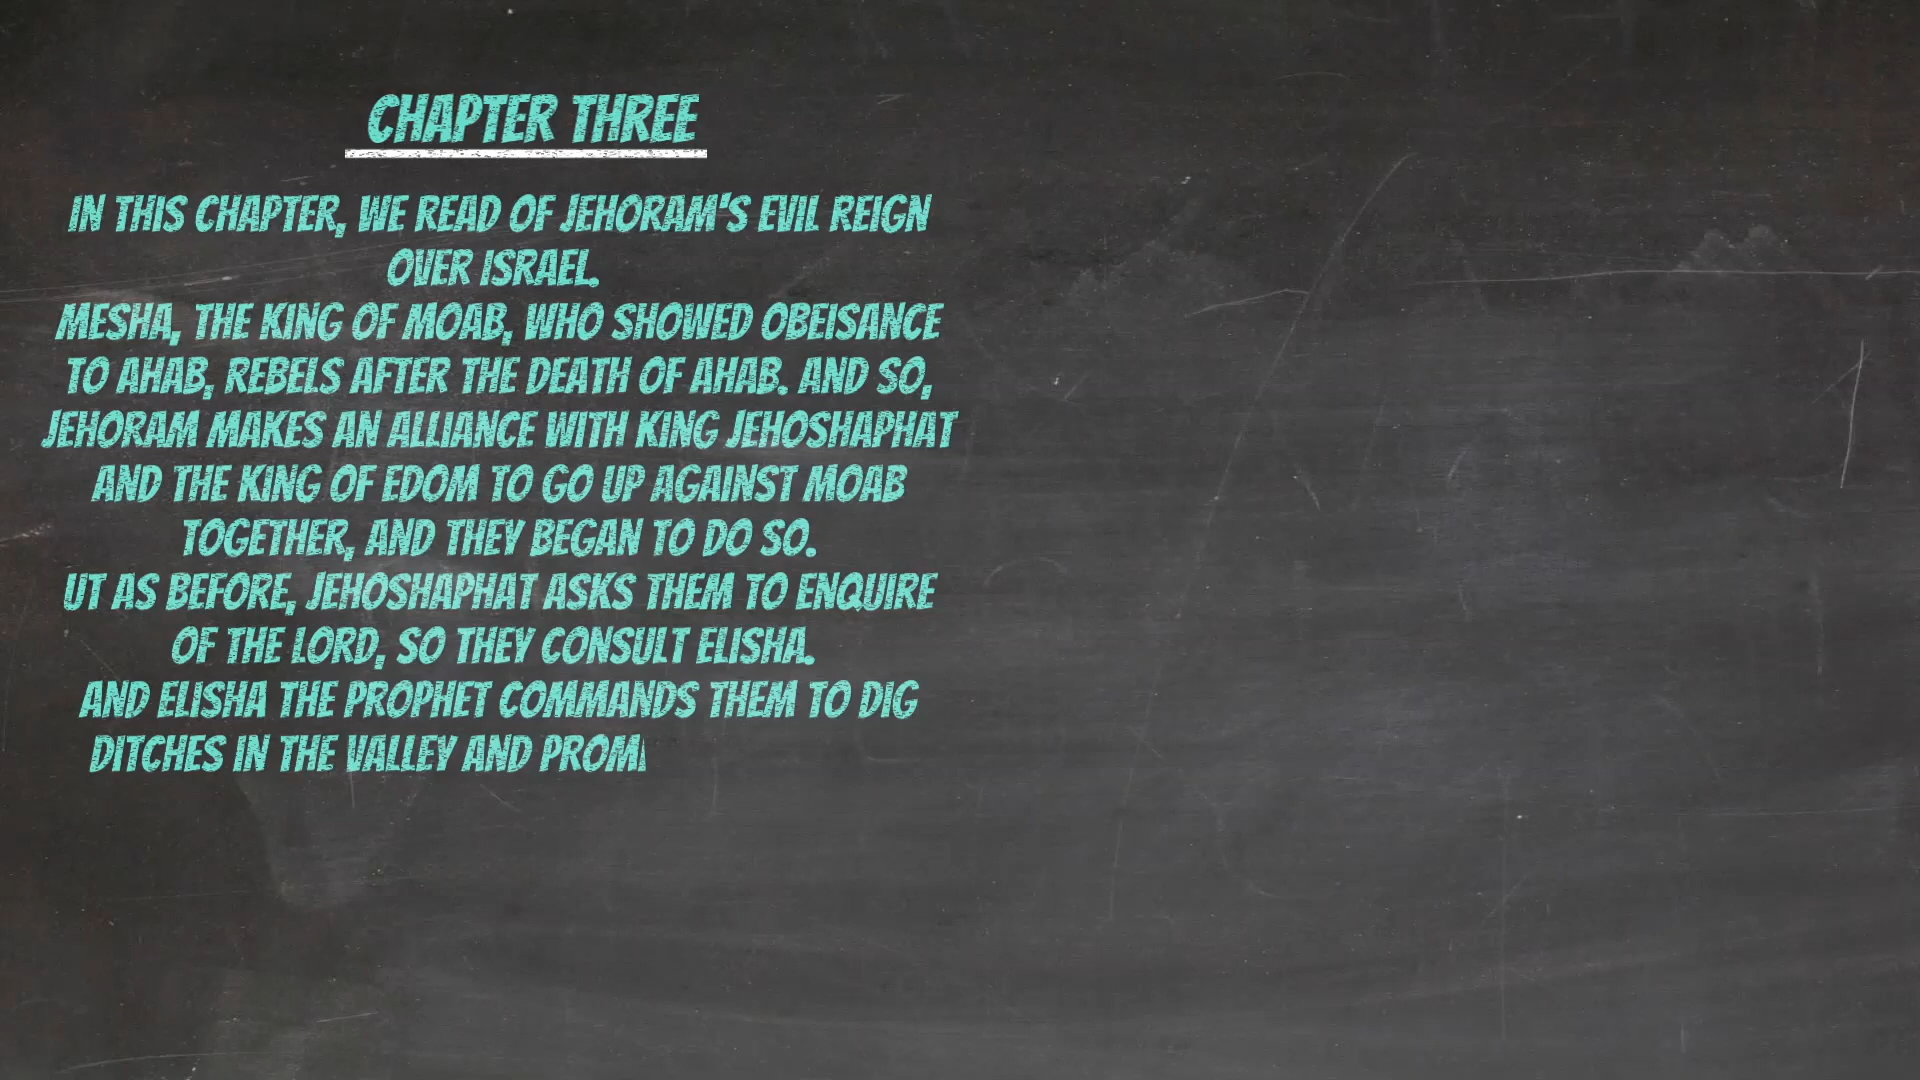 CHAPTER THREE
IN THIS CHAPTER, WE READ OF JEHORAM'S EVIL REIGN
OVER ISRAEL.
MESHA, THE KING OF MOAB, WHO SHOWED OBEISANCE
TO AHAB, REBELS AFTER THE DEATH OF AHAB. AND SO,
JEHORAM MAKES AN ALLIANCE WITH KING JEHOSHAPHAT
AND THE KING OF EDOM TO GO UP AGAINST MOAB
TOGETHER, AND THEY BEGAN TO DO SO.
UT AS BEFORE, JEHOSHAPHAT ASKS THEM TO ENQUIRE
OF THE LORD, SO THEY CONSULT ELISHA.
AND ELISHA THE PROPHET COMMANDS THEM TO DIG
DITCHES IN THE VALLEY AND PROMI